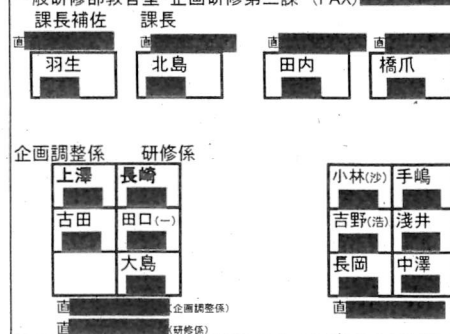 般研修部教官室 企画研修第二課 (FAX)
課長補佐 課長
直 直 直 直
羽生 北島 田内 橋爪
企画調整係 研修係
上澤 長崎 小林(沙) 手嶋
古田 田口(一) 吉野(浩) 淺井
大島 長岡 中澤
直 (企画調整係) 直
直 (研修係)